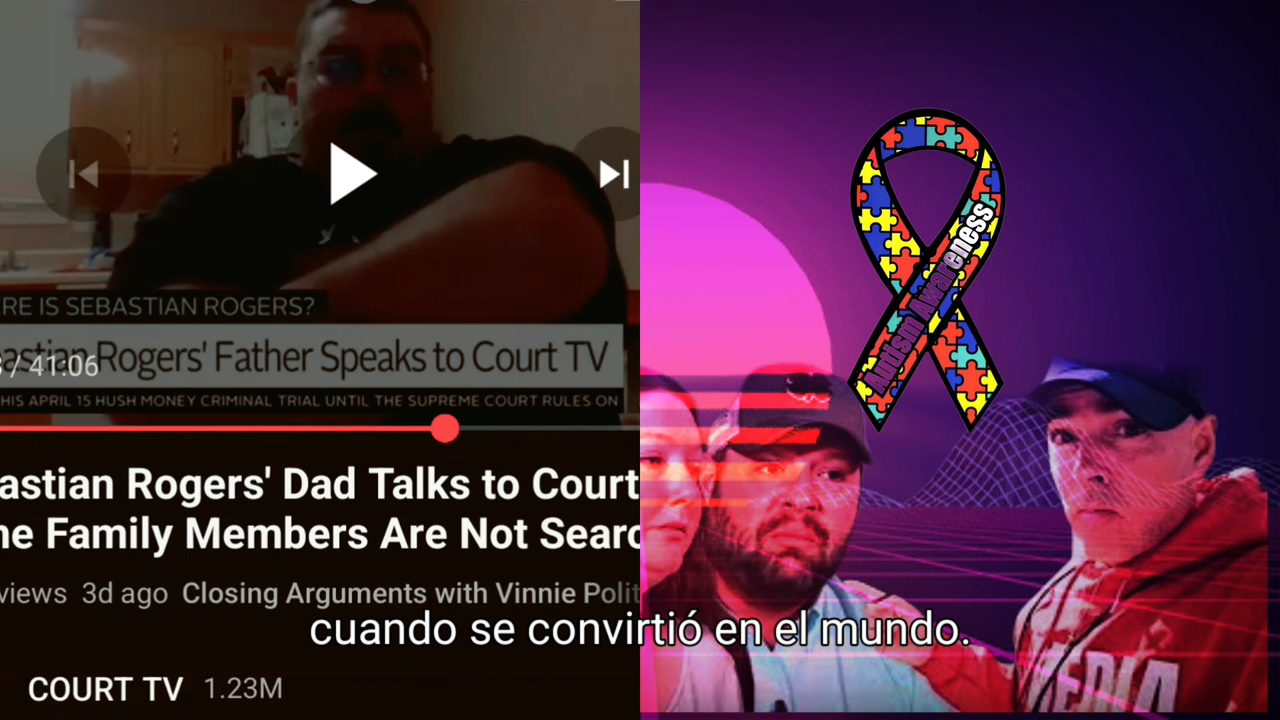 RE IS SEBASTIAN ROGERS?
astian Rogers' Father Speaks to Court TV
/ 41:06
HIS APRIL 15 HUSH MONEY CRIMINAL TRIAL UNTIL THE SUPREME COURT RULES ON
astian Rogers' Dad Talks to Court
ne Family Members Are Not Sear
views 3d ago Closing Arguments with Vinnie Polit
COURT TV 1.23M
Autism Awareness
MEDIA
cuando se convirtió en el mundo.